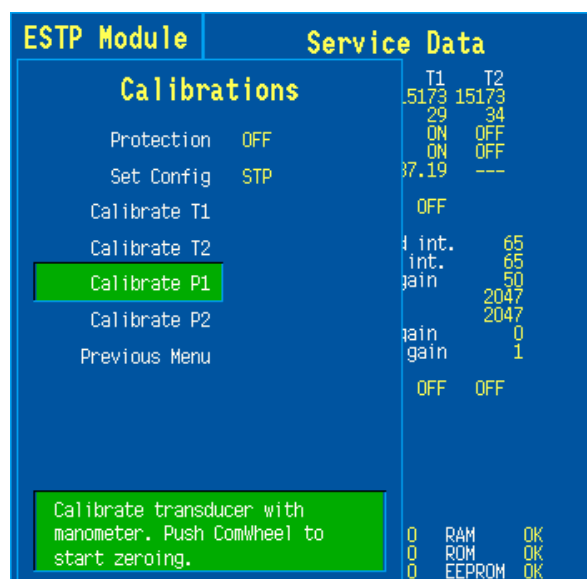 ESTP Module
Service Data
Calibrations
Protection OFF
Set Config STP
Calibrate T1
Calibrate T2
Calibrate P1
Calibrate P2
Previous Menu
Calibrate transducer with
manometer. Push ComWheel to
start zeroing.
T1 T2
15173 15173
29 34
ON OFF
ON OFF
37.19 ---
OFF
d int. 65
int. 65
gain 50
2047
2047
gain 0
gain 1
OFF OFF
0 RAM OK
0 ROM OK
0 EEPROM OK